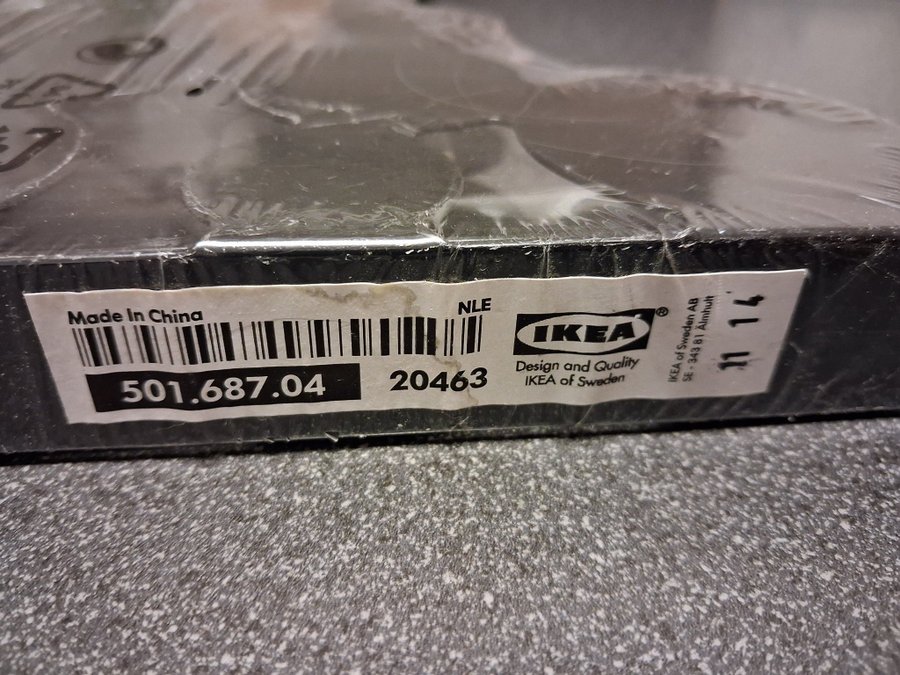 Made In China
NLE
501.687.04
20463
IKEA®
Design and Quality
IKEA of Sweden
IKEA of Sweden AB
SE - 343 81 Älmhult
11 14